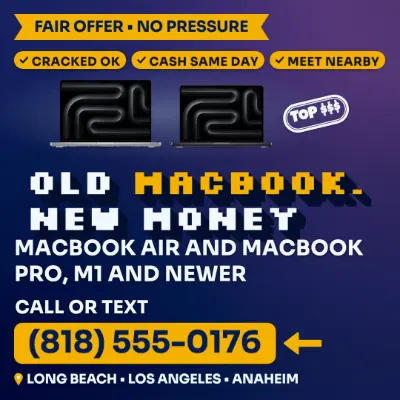 FAIR OFFER • NO PRESSURE
✓ CRACKED OK ✓ CASH SAME DAY ✓ MEET NEARBY
TOP $$$
OLD MACBOOK.
NEW MONEY
MACBOOK AIR AND MACBOOK
PRO, M1 AND NEWER
CALL OR TEXT
(818) 555-0176
LONG BEACH • LOS ANGELES • ANAHEIM